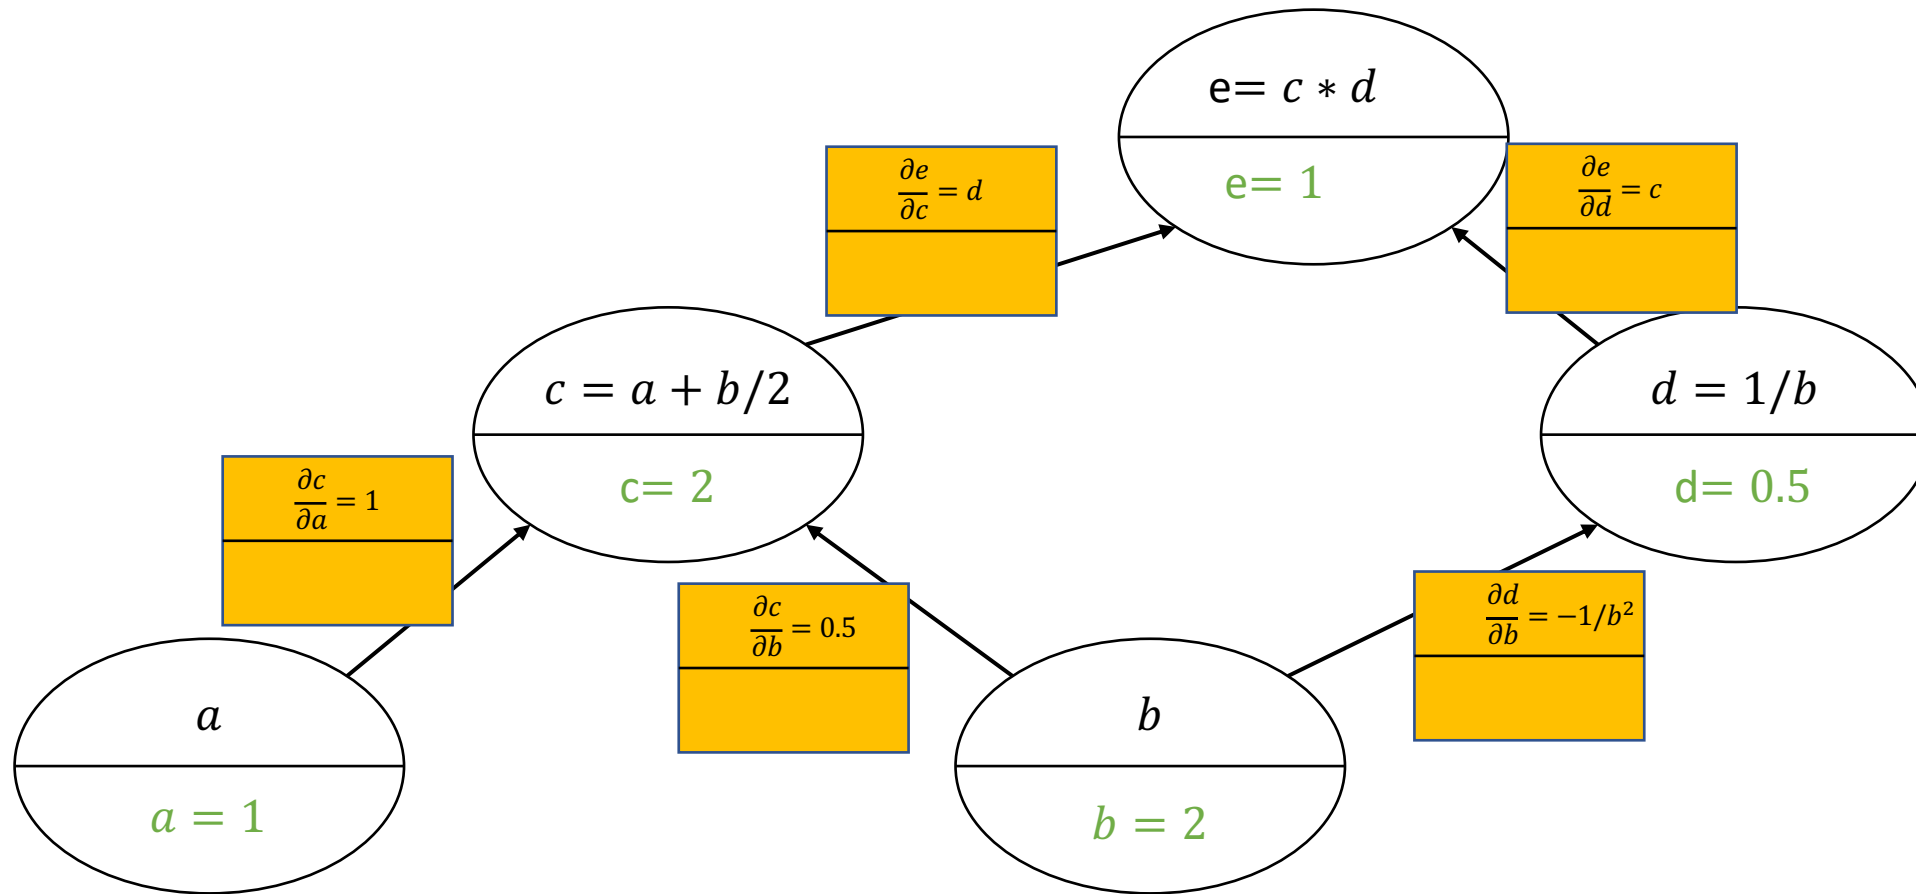 e= c ∗ d
e= 1
∂e/∂c = d
∂e/∂d = c
c = a + b/2
c= 2
d = 1/b
d= 0.5
∂c/∂a = 1
∂c/∂b = 0.5
∂d/∂b = −1/b²
a
a = 1
b
b = 2